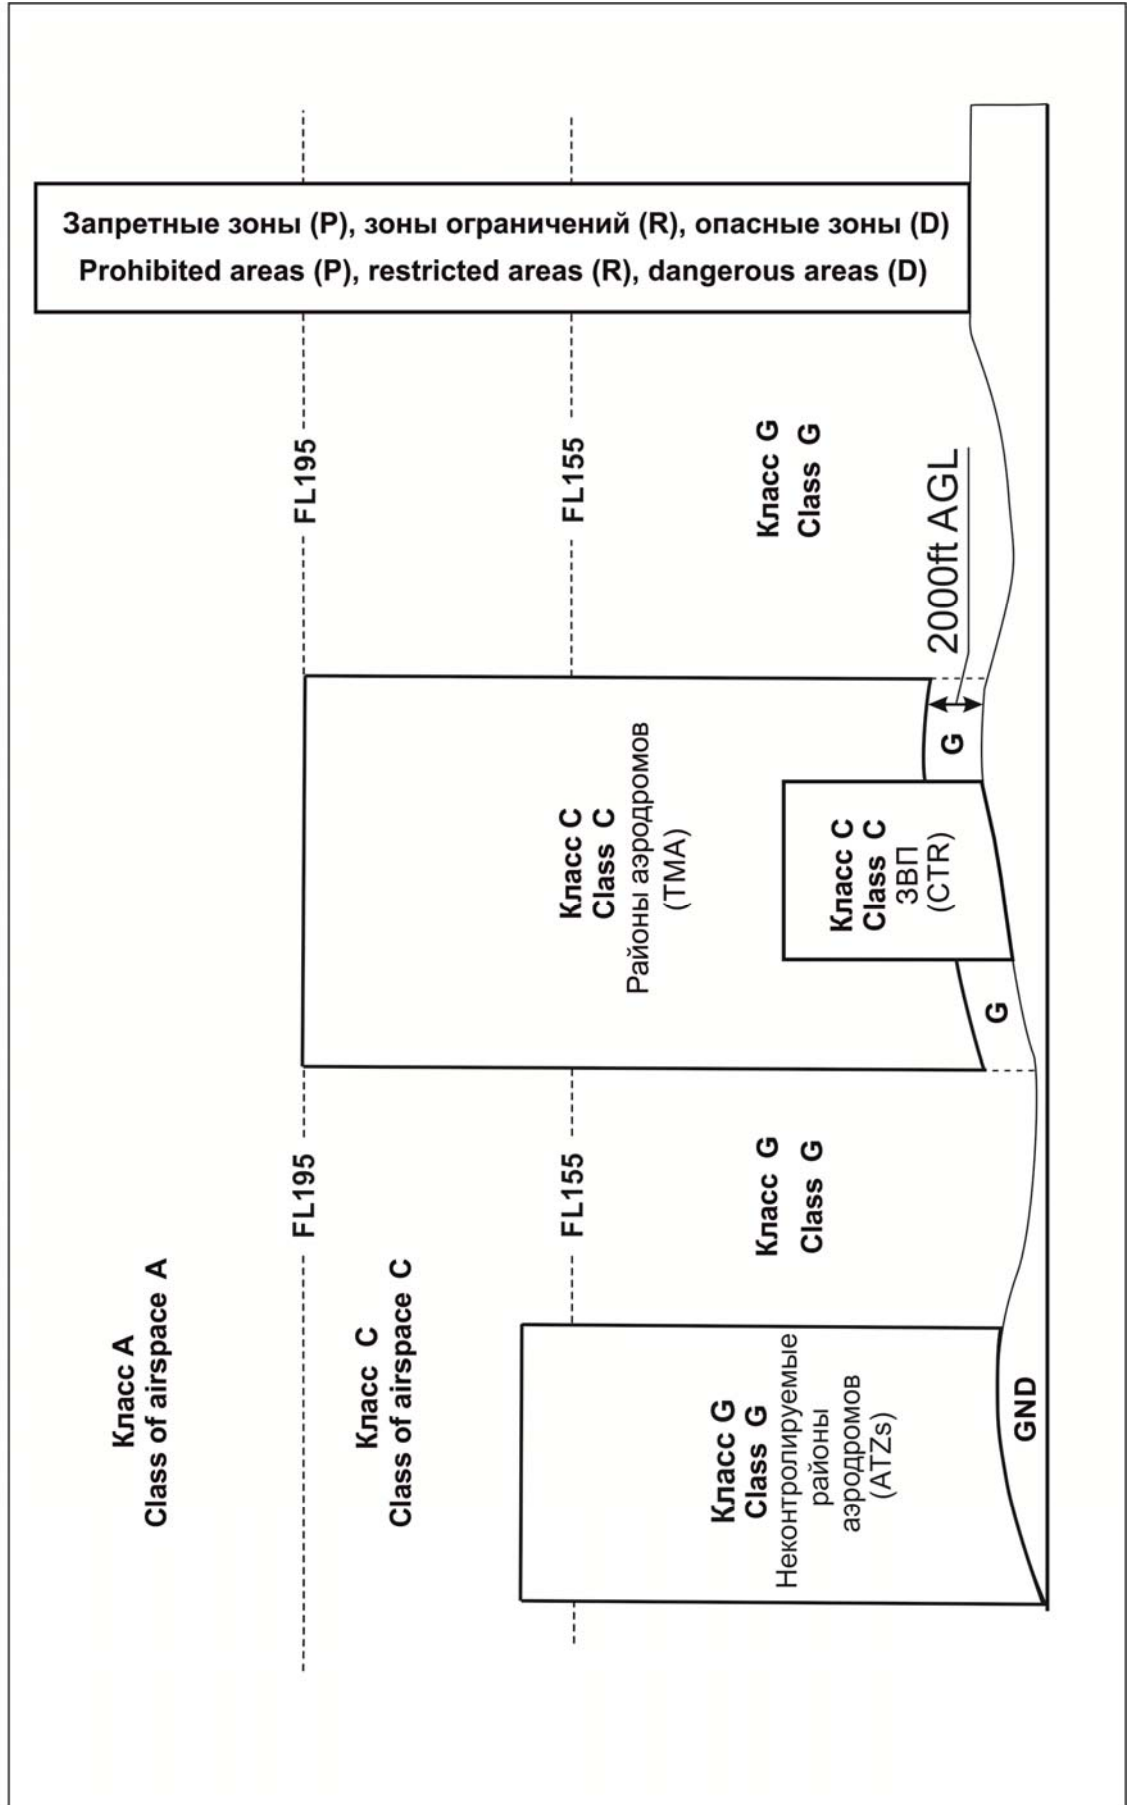 Класс А
Class of airspace A
FL195
FL195
Класс C
Class of airspace C
FL155
FL155
Класс G
Class G
Неконтролируемые
районы
аэродромов
(ATZs)
GND
Класс G
Class G
Класс C
Class C
Районы аэродромов
(TMA)
Класс C
Class C
ЗВП
(CTR)
G
G
2000ft AGL
Класс G
Class G
Запретные зоны (P), зоны ограничений (R), опасные зоны (D)
Prohibited areas (P), restricted areas (R), dangerous areas (D)